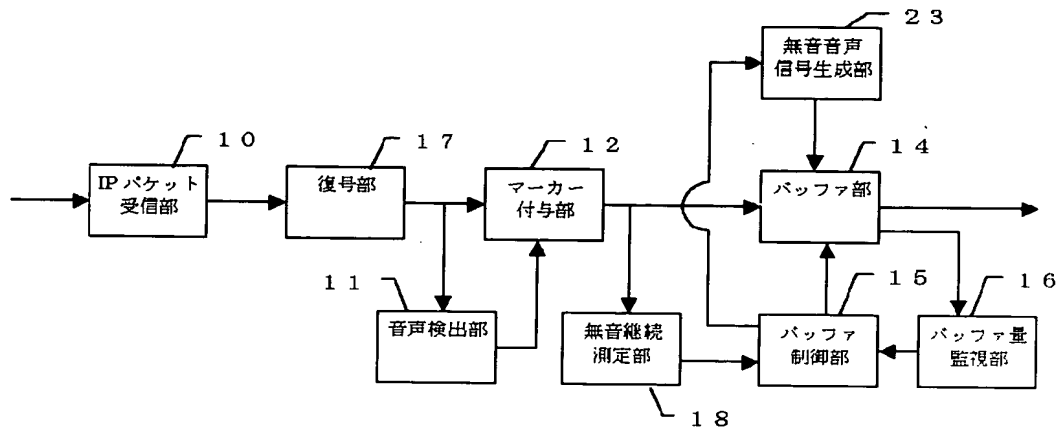 ２３
無音音声
信号生成部
１０
１７
１２
１４
IP パケット
受信部
復号部
マーカー
付与部
バッファ部
１１
１５
１６
音声検出部
無音継続
測定部
バッファ
制御部
バッファ量
監視部
１８